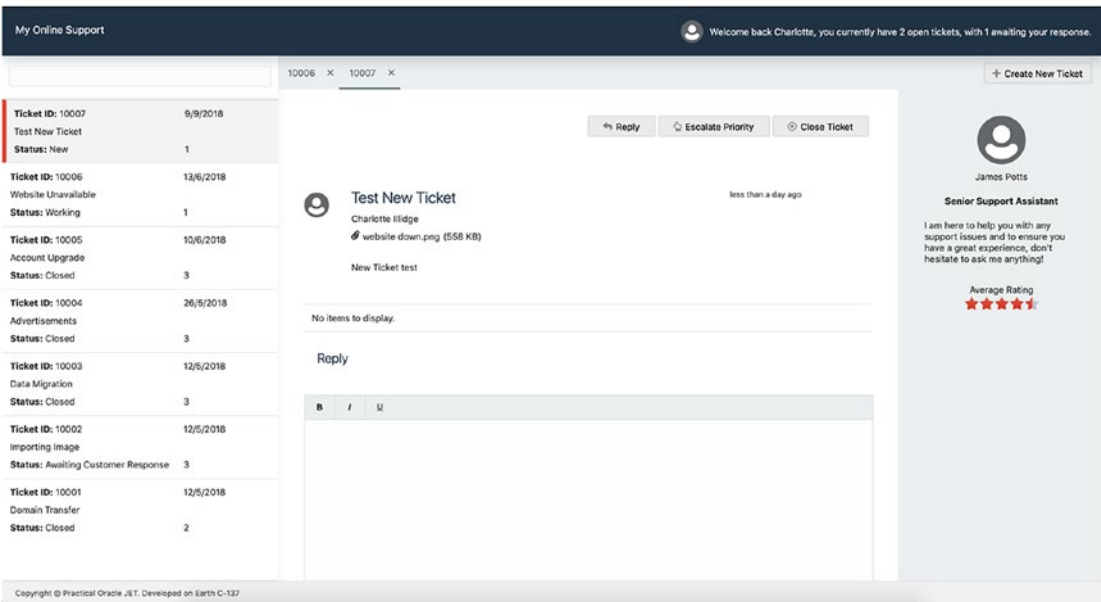 My Online Support
Welcome back Charlotte, you currently have 2 open tickets, with 1 awaiting your response.
10006 ×
10007 ×
+ Create New Ticket
Ticket ID: 10007 9/9/2018
Test New Ticket
Status: New 1
Ticket ID: 10006 13/6/2018
Website Unavailable
Status: Working 1
Ticket ID: 10005 10/6/2018
Account Upgrade
Status: Closed 3
Ticket ID: 10004 26/5/2018
Advertisements
Status: Closed 3
Ticket ID: 10003 12/5/2018
Data Migration
Status: Closed 3
Ticket ID: 10002 12/5/2018
Importing Image
Status: Awaiting Customer Response 3
Ticket ID: 10001 12/5/2018
Domain Transfer
Status: Closed 2
Reply
Escalate Priority
Close Ticket
Test New Ticket
less than a day ago
Charlotte Illidge
website down.png (558 KB)
New Ticket test
No items to display.
Reply
B I U
James Potts
Senior Support Assistant
I am here to help you with any
support issues and to ensure you
have a great experience, don't
hesitate to ask me anything!
Average Rating
Copyright © Practical Oracle JET. Developed on Earth C-137